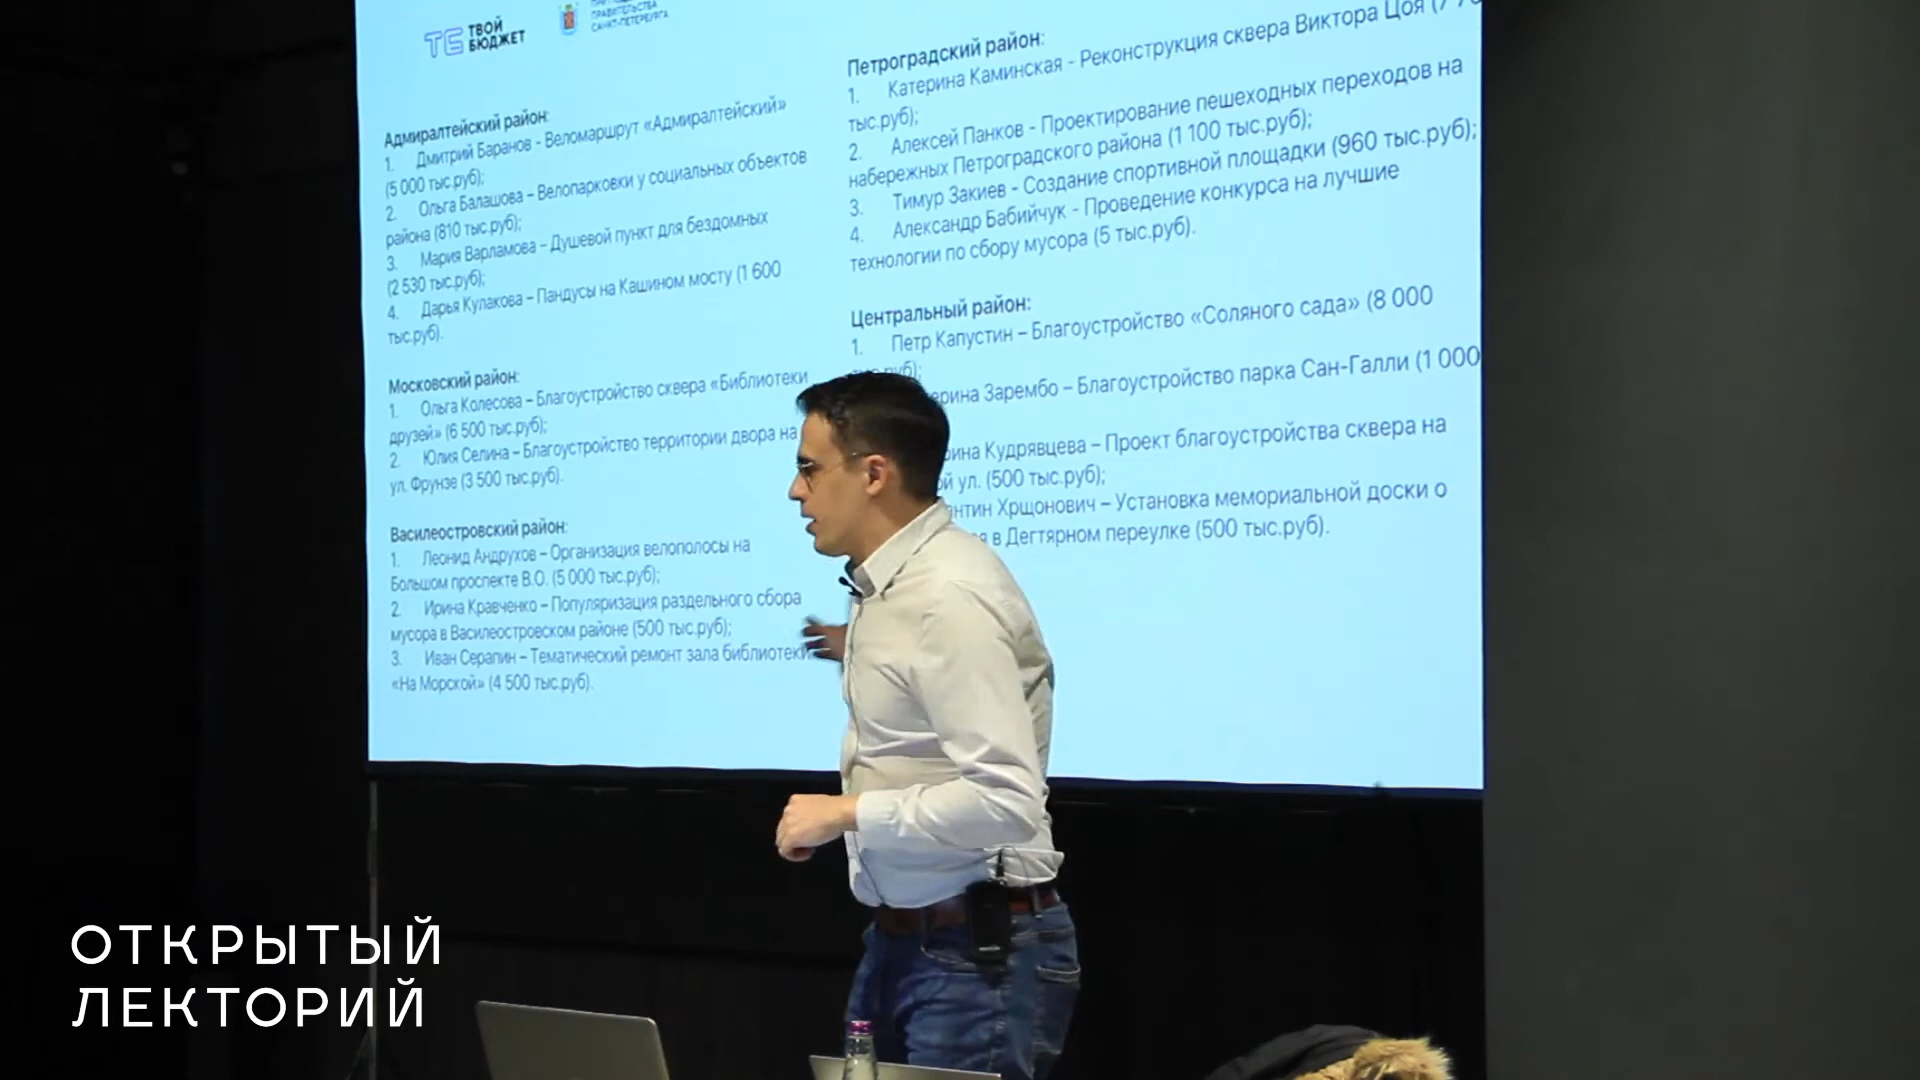 ТВОЙ
БЮДЖЕТ
ПРАВИТЕЛЬСТВА
САНКТ-ПЕТЕРБУРГА
Адмиралтейский район:
1. Дмитрий Баранов - Веломаршрут «Адмиралтейский»
(5 000 тыс.руб);
2. Ольга Балашова – Велопарковки у социальных объектов
района (810 тыс.руб);
3. Мария Варламова – Душевой пункт для бездомных
(2 530 тыс.руб);
4. Дарья Кулакова – Пандусы на Кашином мосту (1 600
тыс.руб).
Московский район:
1. Ольга Колесова – Благоустройство сквера «Библиотеки
друзей» (6 500 тыс.руб);
2. Юлия Селина – Благоустройство территории двора на
ул. Фрунзе (3 500 тыс.руб).
Василеостровский район:
1. Леонид Андрухов – Организация велополосы на
Большом проспекте В.О. (5 000 тыс.руб);
2. Ирина Кравченко – Популяризация раздельного сбора
мусора в Василеостровском районе (500 тыс.руб);
3. Иван Серапин – Тематический ремонт зала библиотеки
«На Морской» (4 500 тыс.руб).
Петроградский район:
1. Катерина Каминская - Реконструкция сквера Виктора Цоя
тыс.руб);
2. Алексей Панков - Проектирование пешеходных переходов на
набережных Петроградского района (1 100 тыс.руб);
3. Тимур Закиев - Создание спортивной площадки (960 тыс.руб);
4. Александр Бабийчук - Проведение конкурса на лучшие
технологии по сбору мусора (5 тыс.руб).
Центральный район:
1. Петр Капустин – Благоустройство «Соляного сада» (8 000
Зарембо – Благоустройство парка Сан-Галли (1 000
Кудрявцева – Проект благоустройства сквера на
ул. (500 тыс.руб);
Хрщонович – Установка мемориальной доски о
в Дегтярном переулке (500 тыс.руб).
ОТКРЫТЫЙ
ЛЕКТОРИЙ